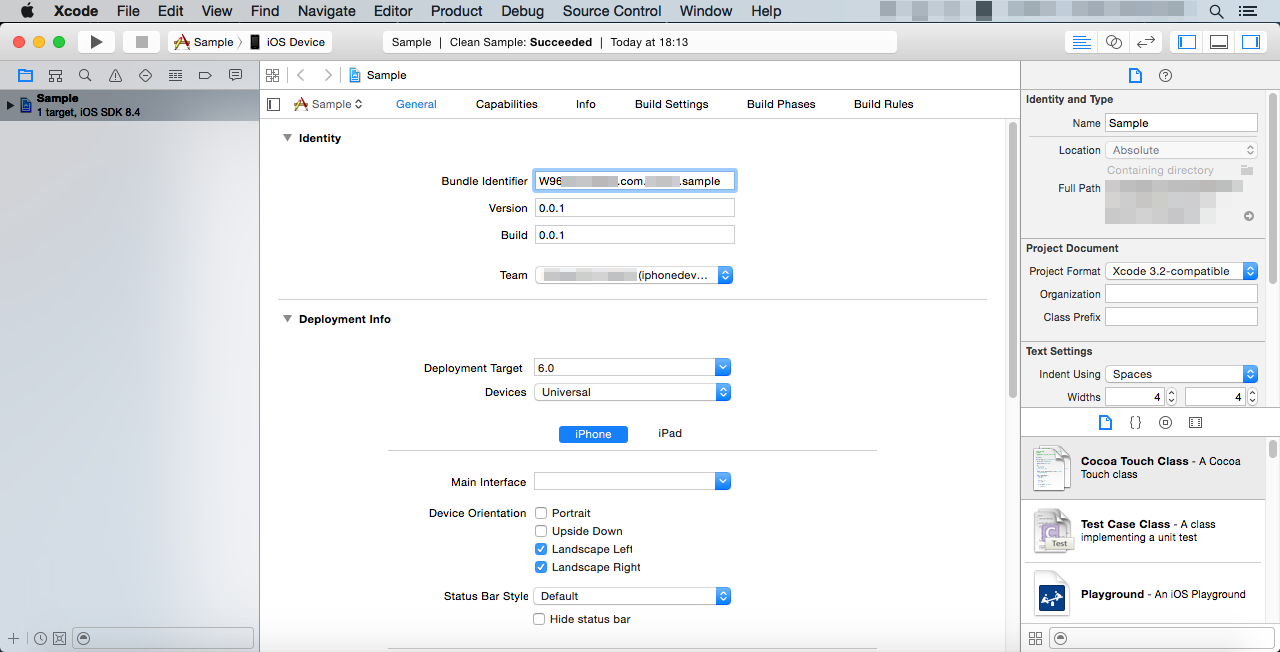 Xcode File Edit View Find Navigate Editor Product Debug Source Control Window Help
Sample iOS Device
Sample | Clean Sample: Succeeded | Today at 18:13
Sample
Sample
1 target, iOS SDK 8.4
Sample General Capabilities Info Build Settings Build Phases Build Rules
Identity
Bundle Identifier W96 .com. .sample
Version 0.0.1
Build 0.0.1
Team (iphonedev...
Deployment Info
Deployment Target 6.0
Devices Universal
iPhone iPad
Main Interface
Device Orientation Portrait
Upside Down
Landscape Left
Landscape Right
Status Bar Style Default
Hide status bar
Identity and Type
Name Sample
Location Absolute
Containing directory
Full Path
Project Document
Project Format Xcode 3.2-compatible
Organization
Class Prefix
Text Settings
Indent Using Spaces
Widths 4 4
Cocoa Touch Class - A Cocoa
Touch class
Test Case Class - A class
implementing a unit test
Test
Playground - An iOS Playground